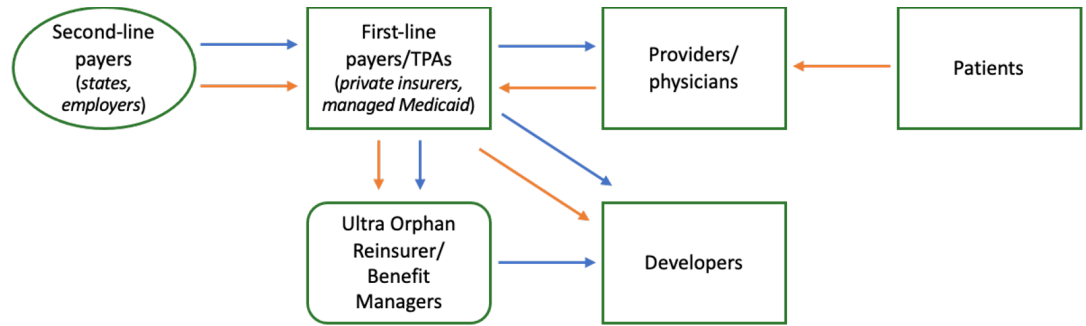 Second-line
payers
(states,
employers)
First-line
payers/TPAs
(private insurers,
managed Medicaid)
Providers/
physicians
Patients
Ultra Orphan
Reinsurer/
Benefit
Managers
Developers